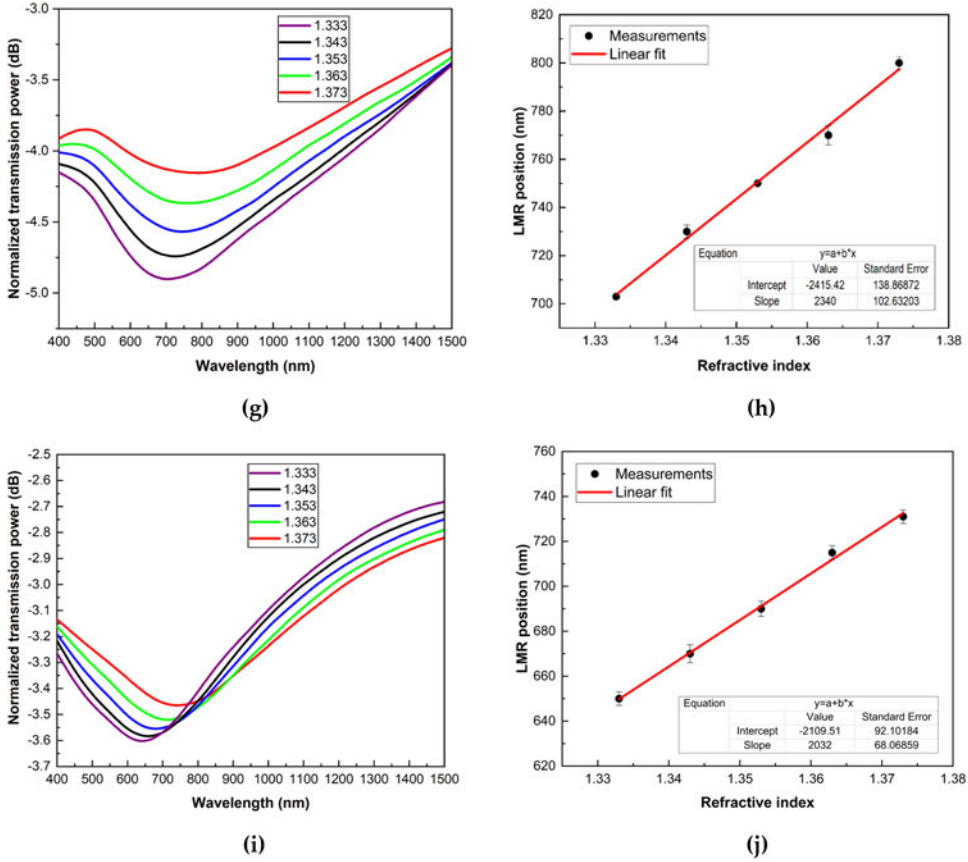 -3.0
-3.5
-4.0
-4.5
-5.0
Normalized transmission power (dB)
1.333
1.343
1.353
1.363
1.373
400 500 600 700 800 900 1000 1100 1200 1300 1400 1500
Wavelength (nm)
(g)
820
800
780
760
740
720
700
LMR position (nm)
Measurements
Linear fit
Equation y=a+b*x
Value Standard Error
Intercept -2415.42 138.86872
Slope 2340 102.63203
1.33 1.34 1.35 1.36 1.37 1.38
Refractive index
(h)
-2.5
-2.6
-2.7
-2.8
-2.9
-3.0
-3.1
-3.2
-3.3
-3.4
-3.5
-3.6
-3.7
Normalized transmission power (dB)
1.333
1.343
1.353
1.363
1.373
400 500 600 700 800 900 1000 1100 1200 1300 1400 1500
Wavelength (nm)
(i)
760
740
720
700
680
660
640
620
LMR position (nm)
Measurements
Linear fit
Equation y=a+b*x
Value Standard Error
Intercept -2109.51 92.10184
Slope 2032 68.06859
1.33 1.34 1.35 1.36 1.37 1.38
Refractive index
(j)